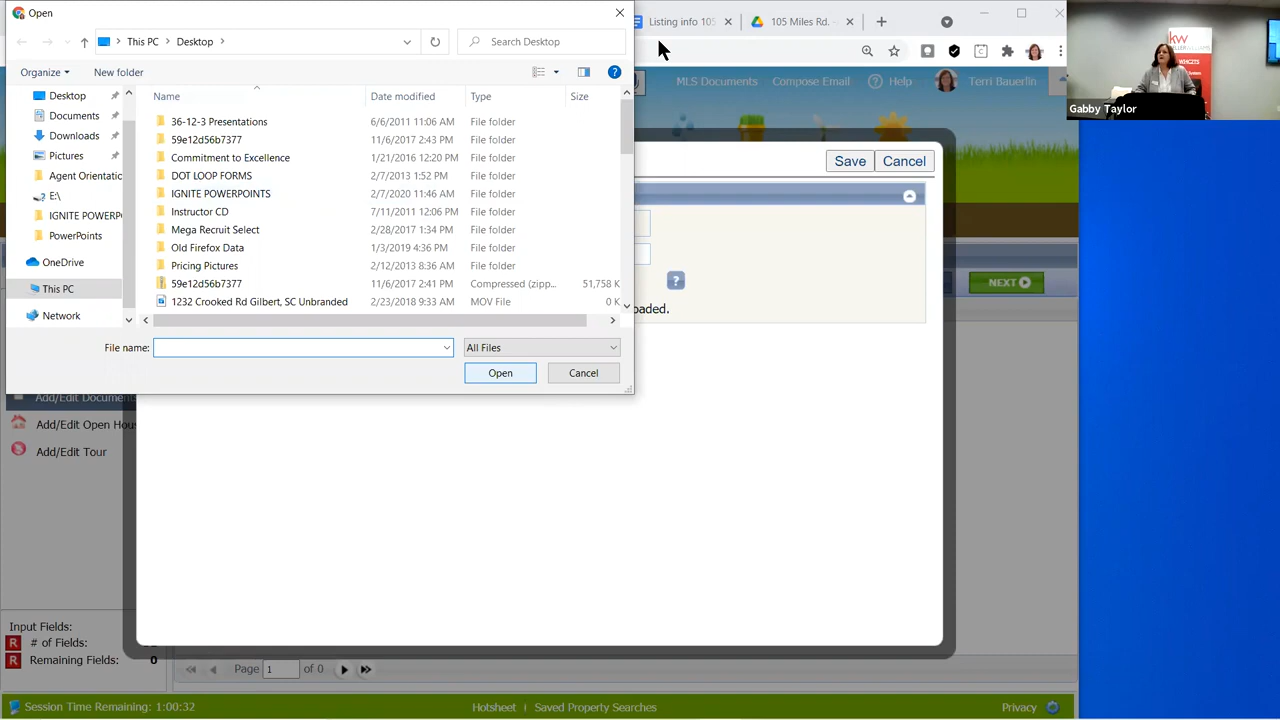 Open
This PC
Desktop
Search Desktop
Organize
New folder
Name
Date modified
Type
Size
Desktop
Documents
Downloads
Pictures
Agent Orientatic
E:\
IGNITE POWERP
PowerPoints
OneDrive
This PC
Network
36-12-3 Presentations 6/6/2011 11:06 AM File folder
59e12d56b7377 11/6/2017 2:43 PM File folder
Commitment to Excellence 1/21/2016 12:20 PM File folder
DOT LOOP FORMS 2/7/2013 1:52 PM File folder
IGNITE POWERPOINTS 2/7/2020 11:46 AM File folder
Instructor CD 7/11/2011 12:06 PM File folder
Mega Recruit Select 2/28/2017 1:34 PM File folder
Old Firefox Data 1/3/2019 4:36 PM File folder
Pricing Pictures 2/12/2013 8:36 AM File folder
59e12d56b7377 11/6/2017 2:41 PM Compressed (zipp... 51,758 K
1232 Crooked Rd Gilbert, SC Unbranded 2/23/2018 9:33 AM MOV File 0 K
File name:
All Files
Open
Cancel
Listing info 105
105 Miles Rd. -
MLS Documents
Compose Email
Help
Terri Bauerlin
Save
Cancel
?
oaded.
NEXT
Add/Edit Document
Add/Edit Open Hous
Add/Edit Tour
Input Fields:
R # of Fields:
R Remaining Fields: 0
Page 1 of 0
Session Time Remaining: 1:00:32
Hotsheet
Saved Property Searches
Privacy
kw
Gabby Taylor